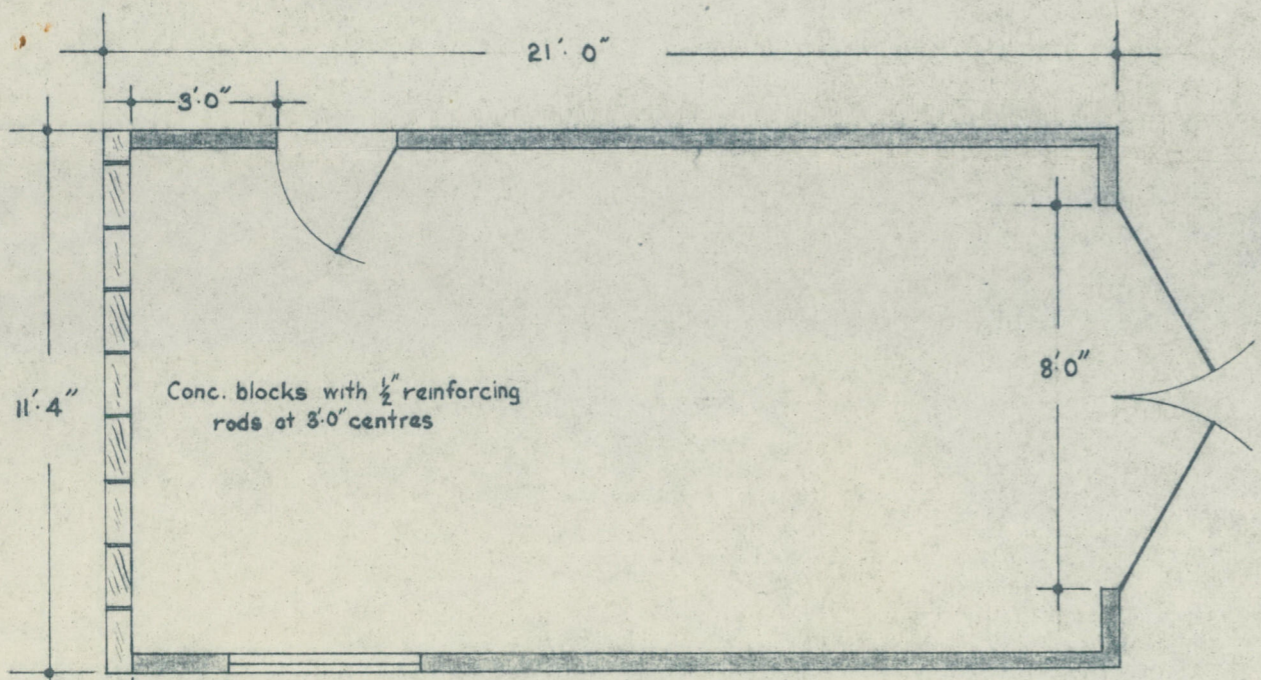 21'·0"
3'·0"
11'·4"
Conc. blocks with ½" reinforcing
rods at 3'·0" centres
8'·0"